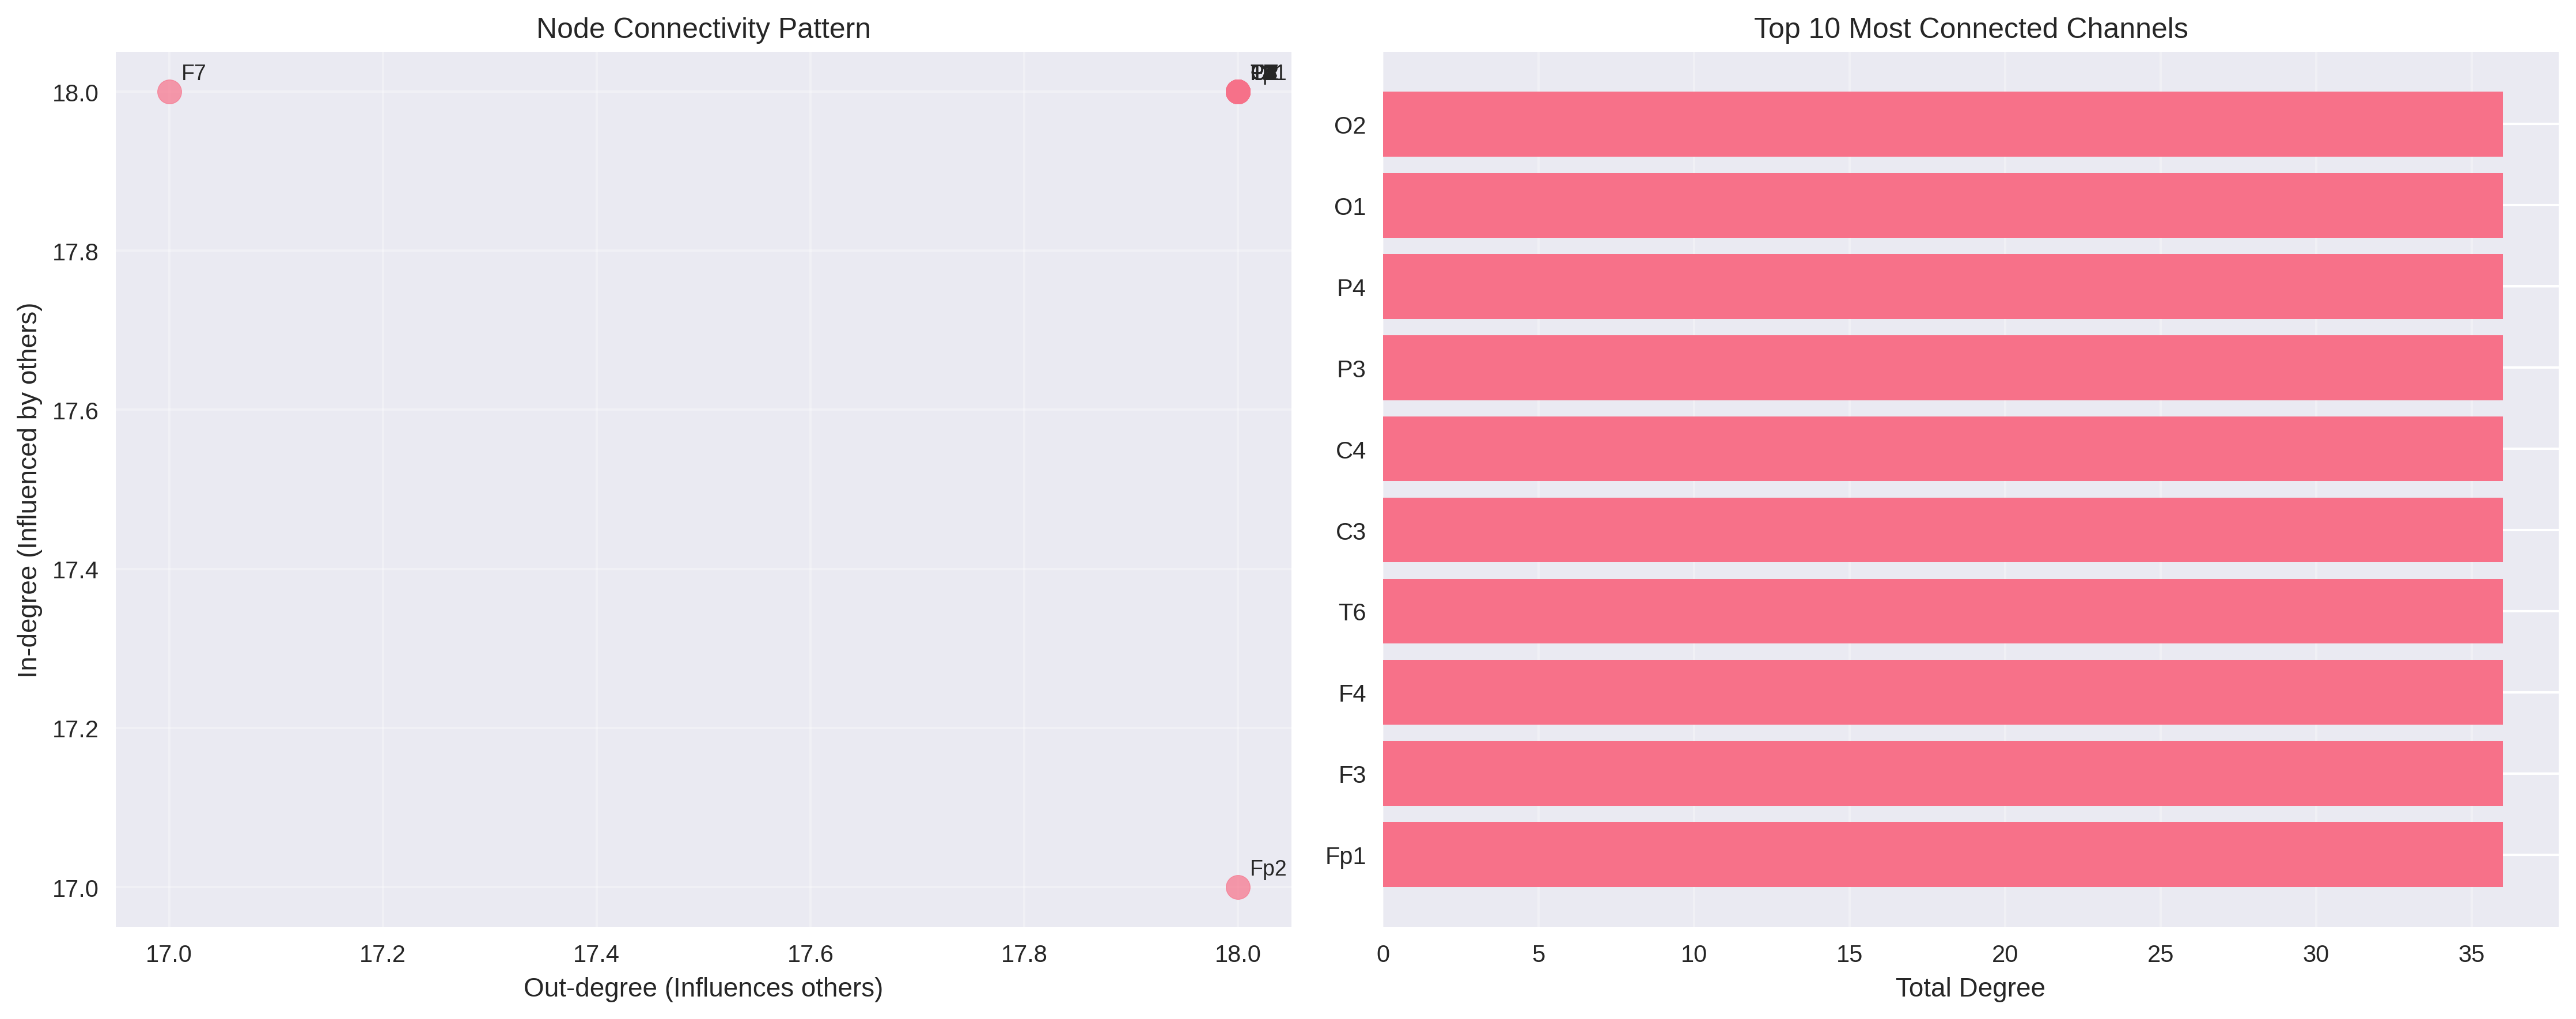 Node Connectivity Pattern
F7
Fp2
18.0
17.8
17.6
17.4
17.2
17.0
In-degree (Influenced by others)
17.0 17.2 17.4 17.6 17.8 18.0
Out-degree (Influences others)
Top 10 Most Connected Channels
O2
O1
P4
P3
C4
C3
T6
F4
F3
Fp1
0 5 10 15 20 25 30 35
Total Degree